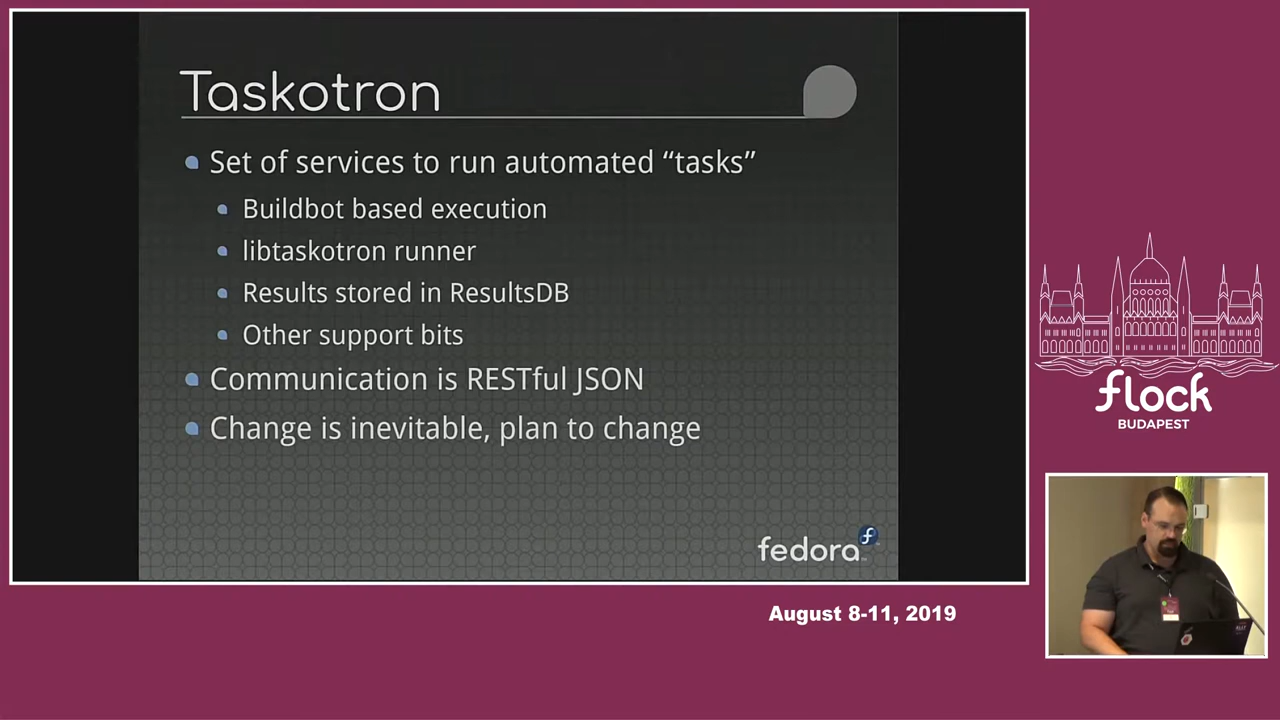 Taskotron
Set of services to run automated “tasks”
Buildbot based execution
libtaskotron runner
Results stored in ResultsDB
Other support bits
Communication is RESTful JSON
Change is inevitable, plan to change
fedora
flock
BUDAPEST
August 8-11, 2019